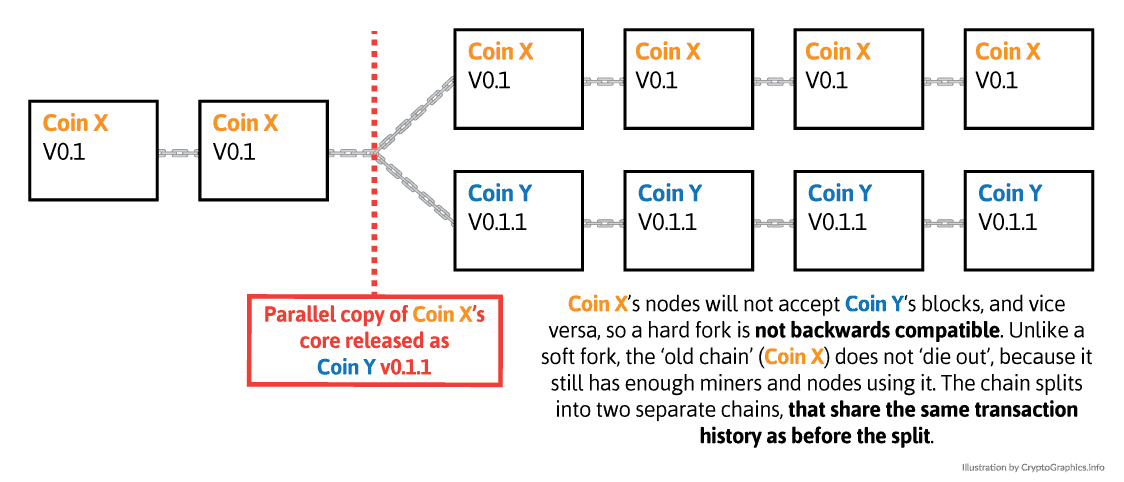 Coin X
V0.1
Coin X
V0.1
Coin X
V0.1
Coin X
V0.1
Coin X
V0.1
Coin X
V0.1
Coin Y
V0.1.1
Coin Y
V0.1.1
Coin Y
V0.1.1
Coin Y
V0.1.1
Parallel copy of Coin X's
core released as
Coin Y v0.1.1
Coin X's nodes will not accept Coin Y‘s blocks, and vice
versa, so a hard fork is not backwards compatible. Unlike a
soft fork, the ‘old chain’ (Coin X) does not ‘die out’, because it
still has enough miners and nodes using it. The chain splits
into two separate chains, that share the same transaction
history as before the split.
Illustration by CryptoGraphics.info